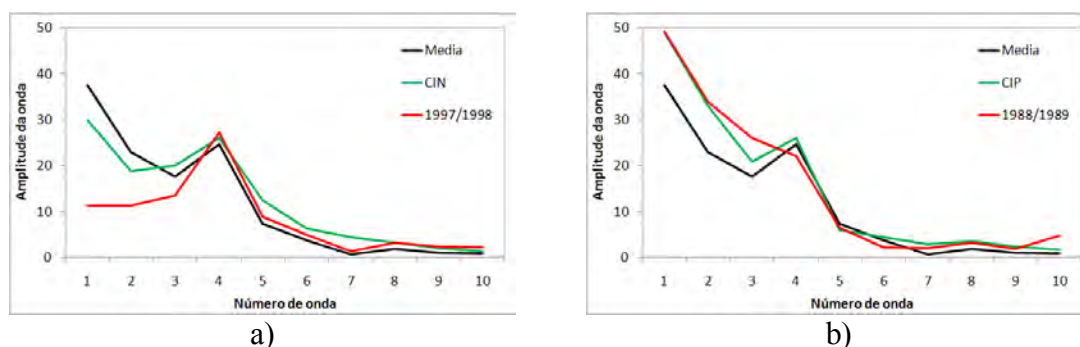 50
40
30
20
10
0
Amplitude da onda
Media
CIN
1997/1998
1 2 3 4 5 6 7 8 9 10
Número de onda
a)
50
40
30
20
10
0
Amplitude da onda
Media
CIP
1988/1989
1 2 3 4 5 6 7 8 9 10
Número de onda
b)